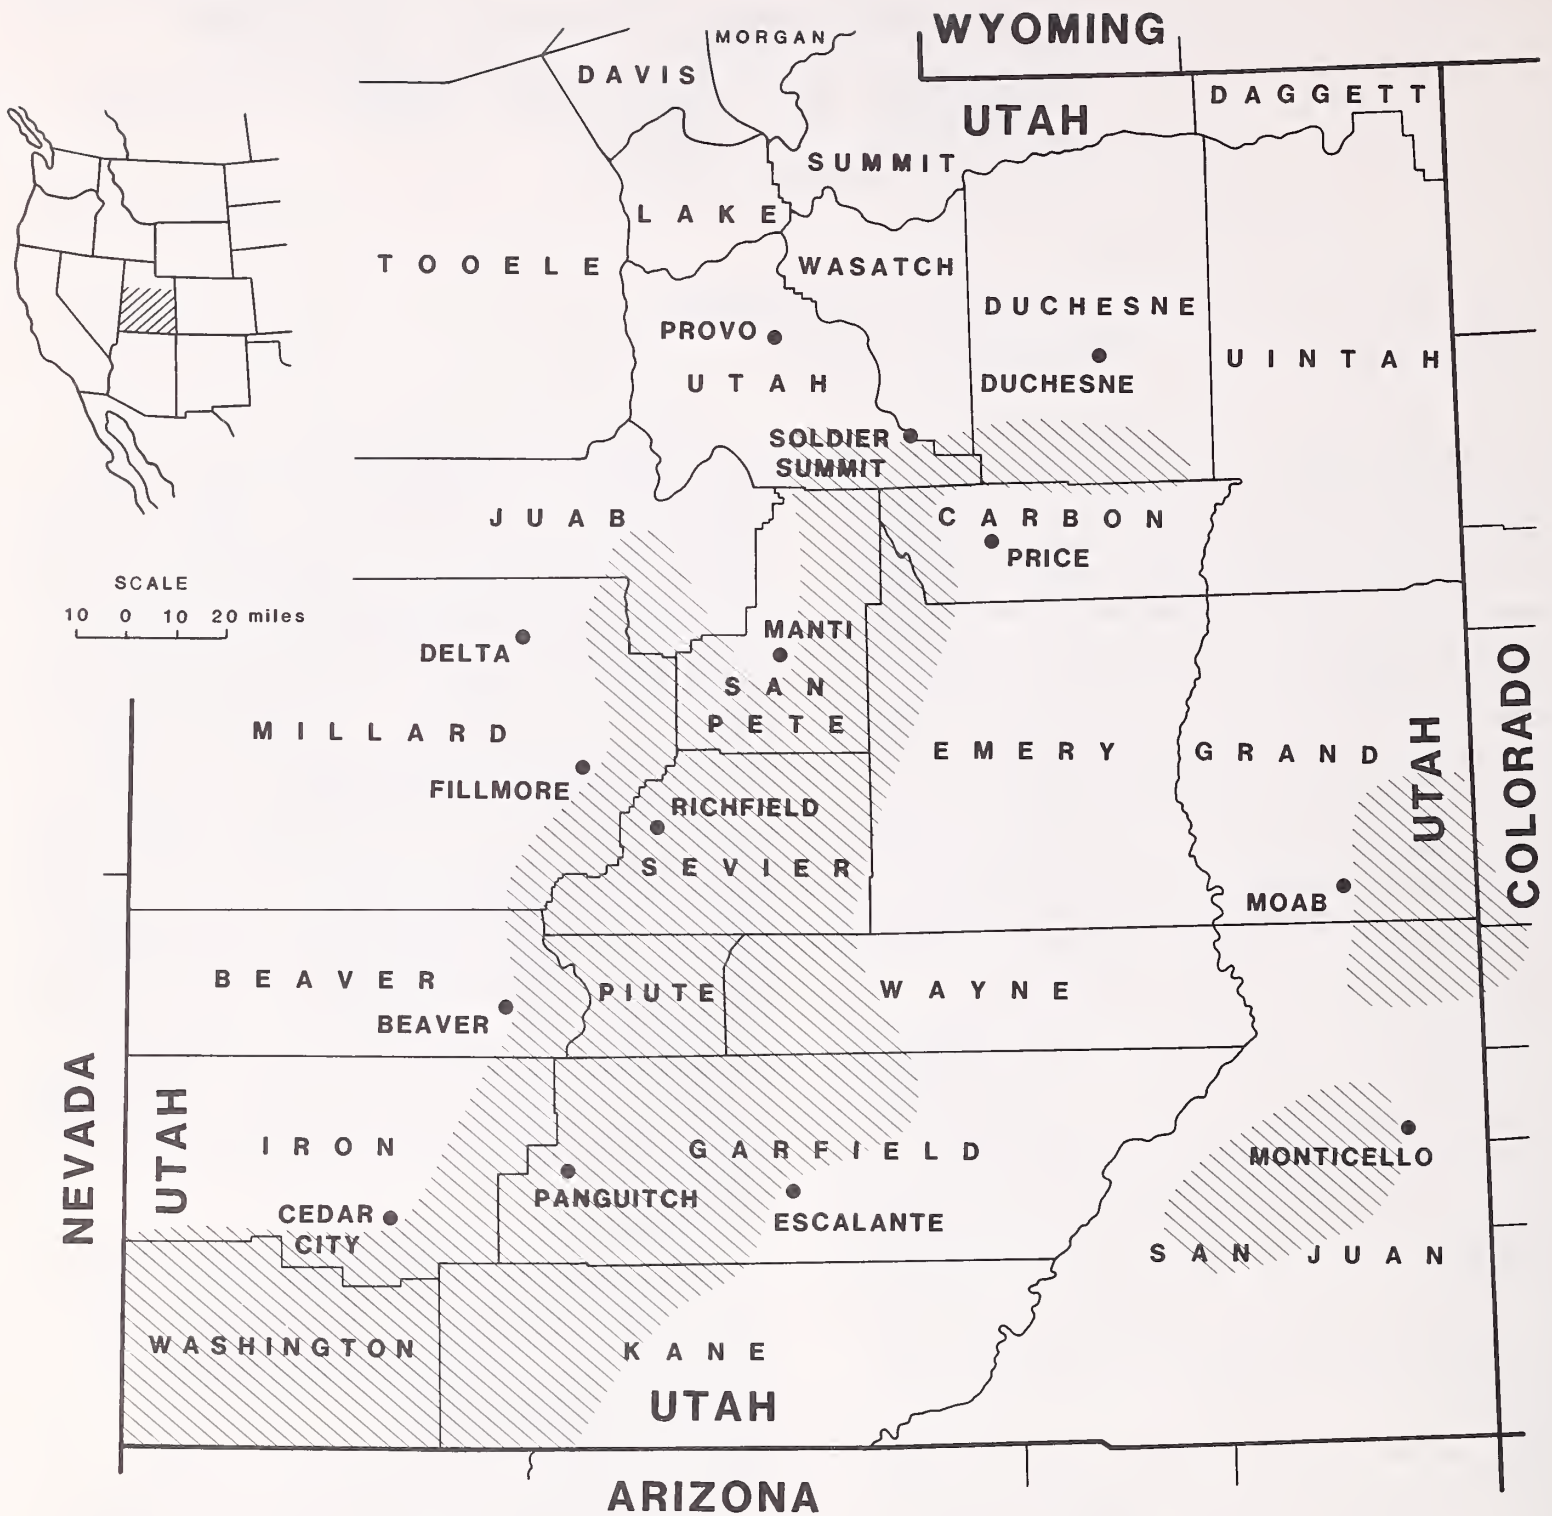 WYOMING
MORGAN
DAVIS
DAGGETT
UTAH
SUMMIT
LAKE
TOOELE
WASATCH
DUCHESNE
PROVO
UINTAH
UTAH
DUCHESNE
SOLDIER
SUMMIT
JUAB
CARBON
PRICE
SCALE
10 0 10 20 miles
MANTI
DELTA
SAN
PETE
MILLARD
EMERY
GRAND
UTAH
COLORADO
FILLMORE
RICHFIELD
SEVIER
MOAB
BEAVER
PIUTE
WAYNE
BEAVER
NEVADA
UTAH
IRON
GARFIELD
MONTICELLO
PANGUITCH
CEDAR
CITY
ESCALANTE
SAN JUAN
WASHINGTON
KANE
UTAH
ARIZONA